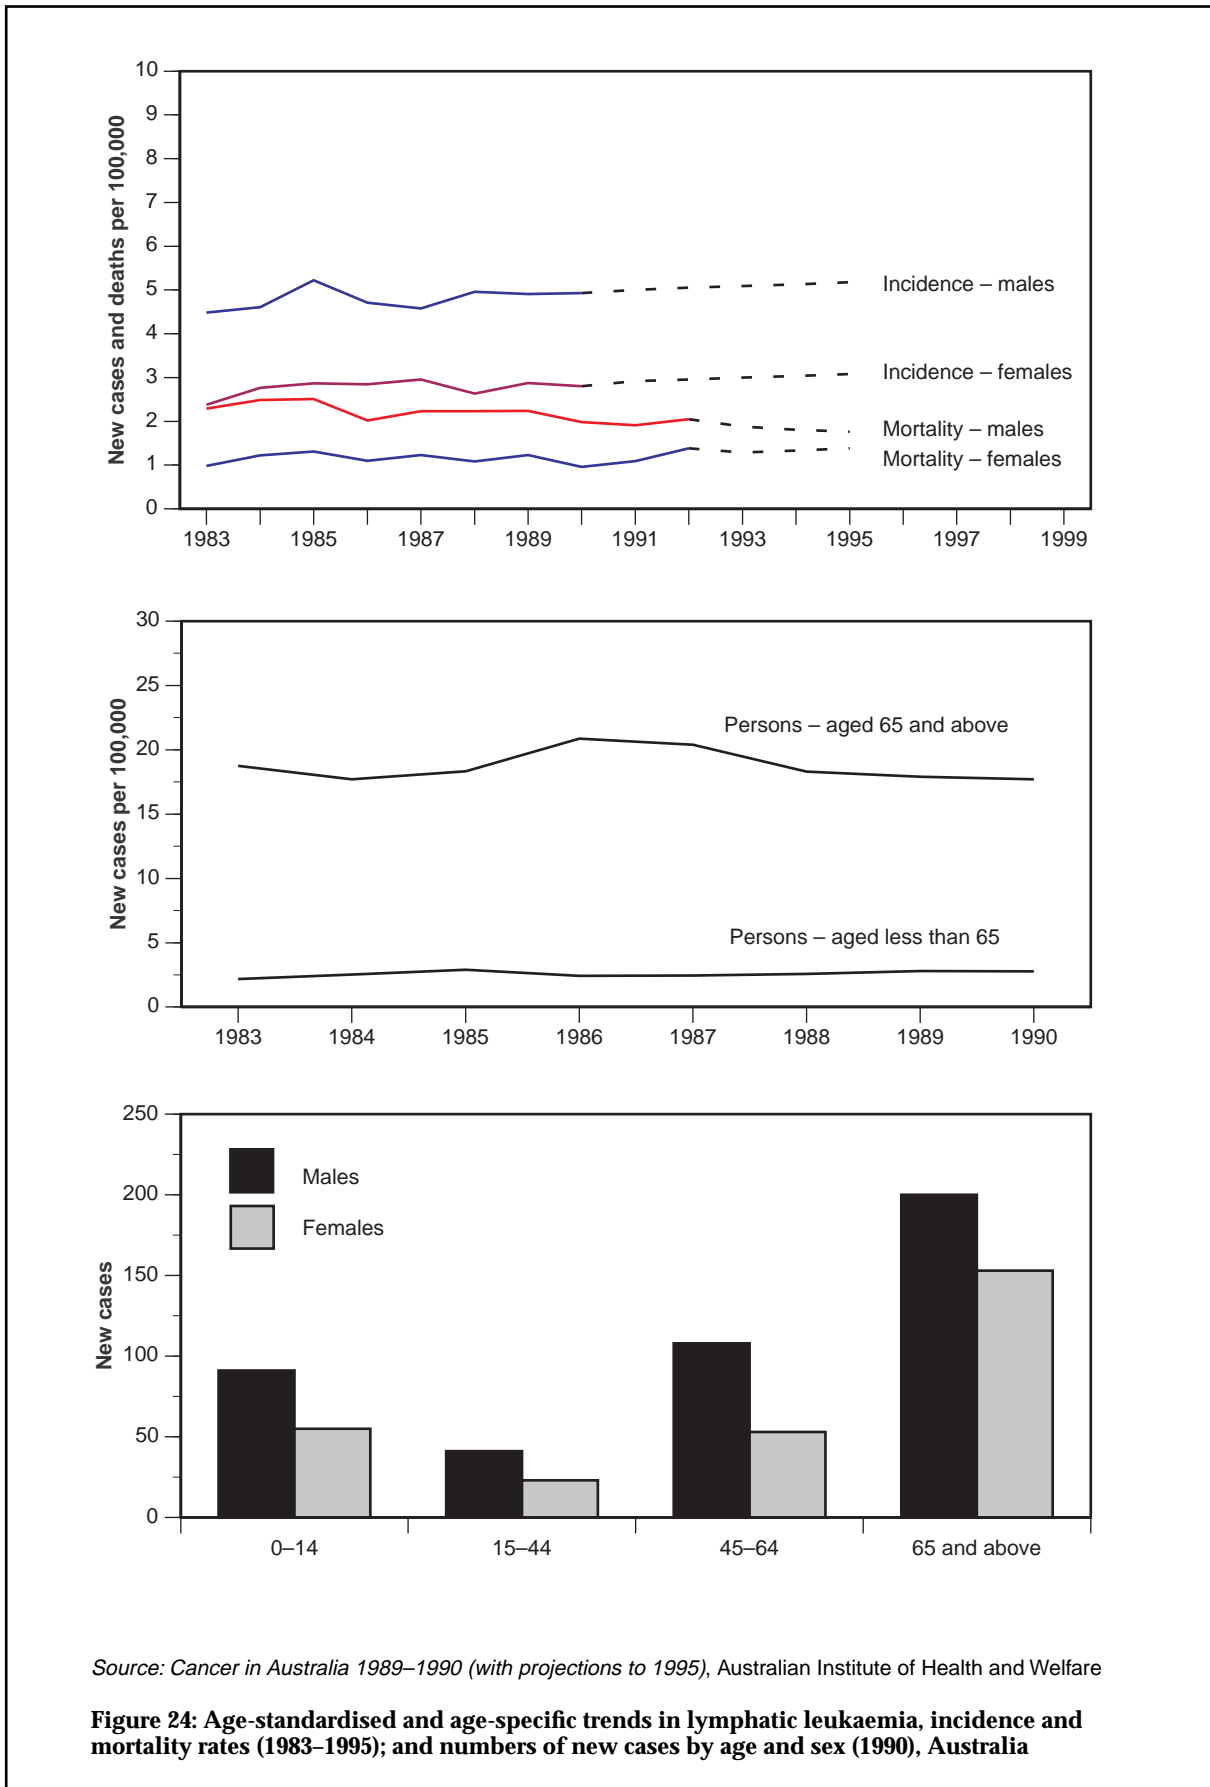 New cases and deaths per 100,000
10
9
8
7
6
5
4
3
2
1
0
Incidence – males
Incidence – females
Mortality – males
Mortality – females
1983 1985 1987 1989 1991 1993 1995 1997 1999
New cases per 100,000
30
25
20
15
10
5
0
Persons – aged 65 and above
Persons – aged less than 65
1983 1984 1985 1986 1987 1988 1989 1990
New cases
250
200
150
100
50
0
Males
Females
0–14 15–44 45–64 65 and above
Source: Cancer in Australia 1989–1990 (with projections to 1995), Australian Institute of Health and Welfare
Figure 24: Age-standardised and age-specific trends in lymphatic leukaemia, incidence and
mortality rates (1983–1995); and numbers of new cases by age and sex (1990), Australia